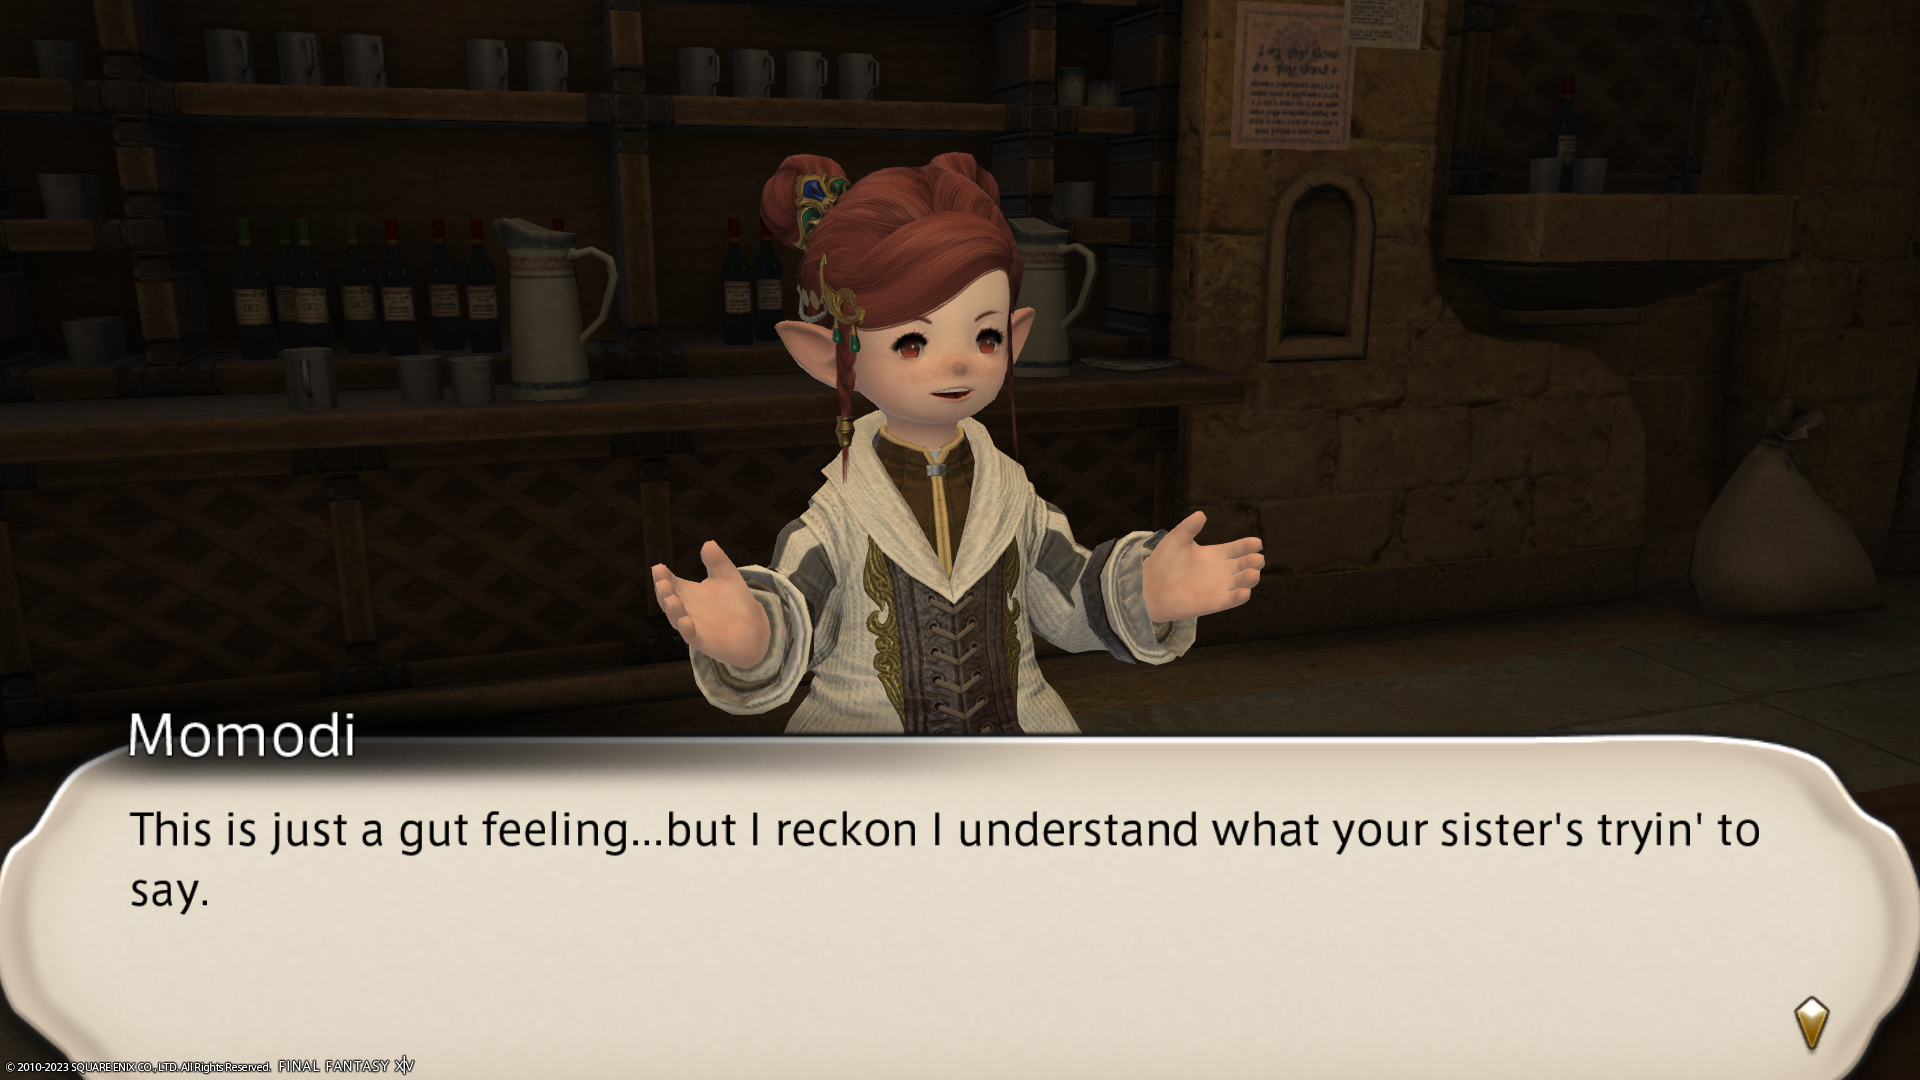 Momodi
This is just a gut feeling...but I reckon I understand what your sister's tryin' to
say.
© 2010-2023 SQUARE ENIX CO., LTD. All Rights Reserved. FINAL FANTASY XIV